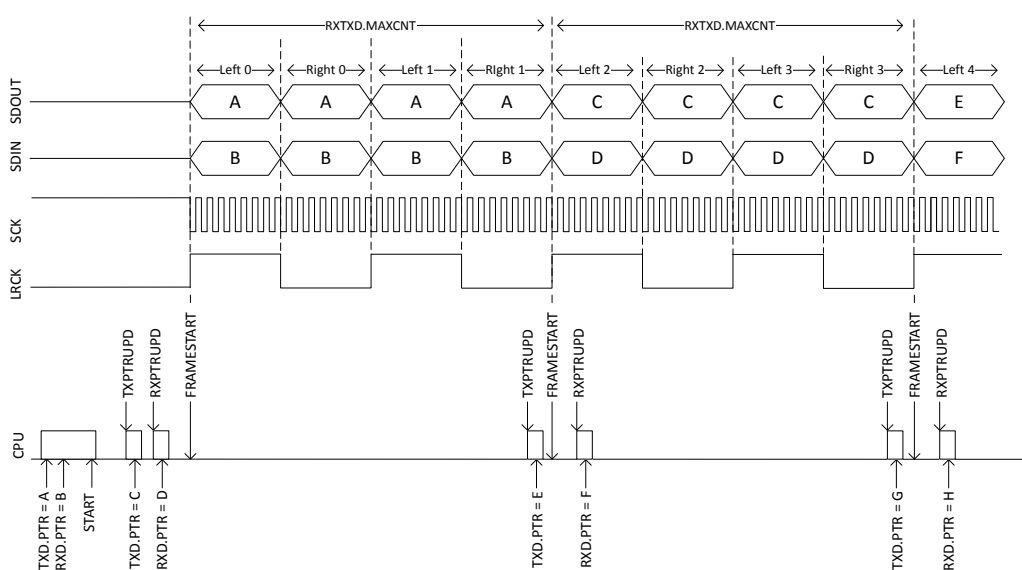 RXTXD.MAXCNT RXTXD.MAXCNT
Left 0 Right 0 Left 1 RIght 1 Left 2 Right 2 Left 3 Right 3 Left 4
SDOUT A A A A C C C C E
SDIN B B B B D D D D F
SCK
LRCK
TXPTRUPD RXPTRUPD FRAMESTART TXPTRUPD FRAMESTART RXPTRUPD TXPTRUPD FRAMESTART RXPTRUPD
CPU
TXD.PTR = A RXD.PTR = B START TXD.PTR = C RXD.PTR = D TXD.PTR = E RXD.PTR = F TXD.PTR = G RXD.PTR = H